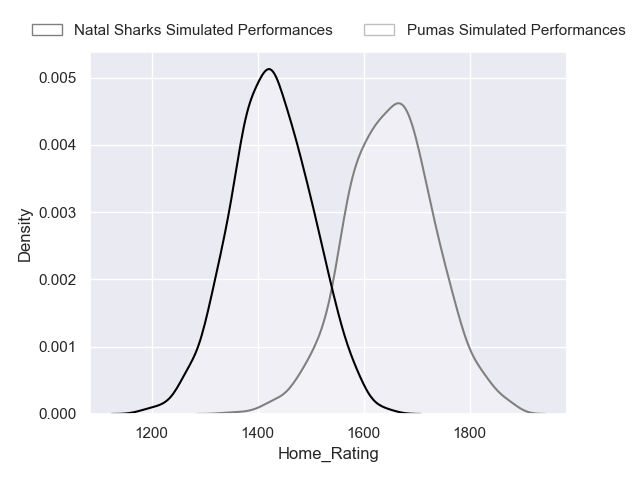 Natal Sharks Simulated Performances Pumas Simulated Performances
0.005
0.004
0.003
0.002
0.001
0.000
Density
1200 1400 1600 1800
Home_Rating